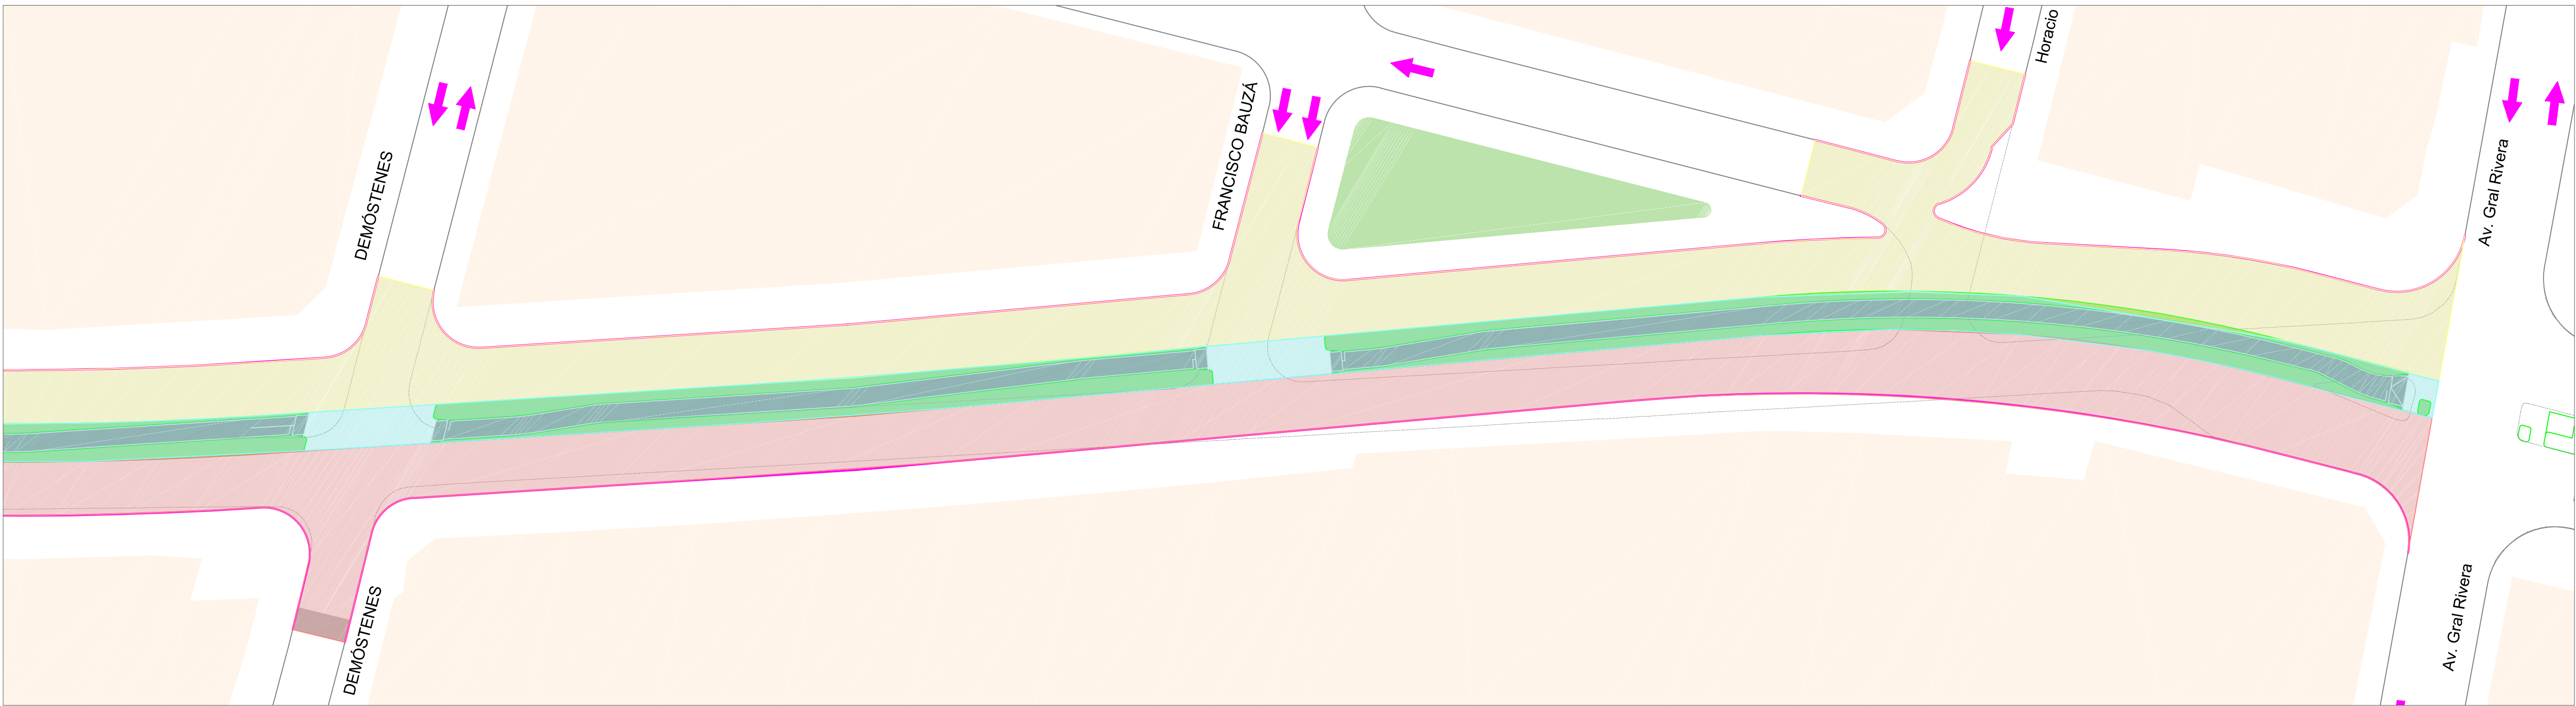 DEMÓSTENES
FRANCISCO BAUZÁ
Horacio
Av. Gral Rivera
DEMÓSTENES
Av. Gral Rivera